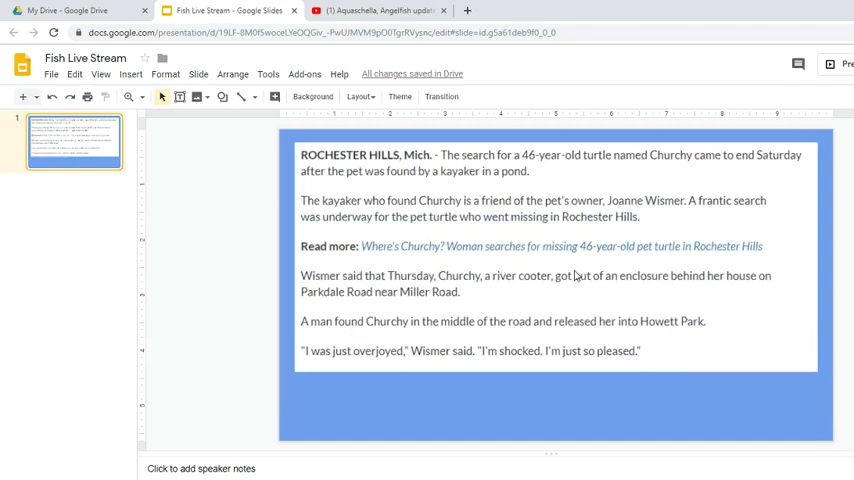 My Drive - Google Drive
Fish Live Stream - Google Slides
(1) Aquaschella, Angelfish update
docs.google.com/presentation/d/19LF-8M0f5woceLYeOQGiv_-PwUJMVM9pO0TgrRVysnc/edit#slide=id.g5a61deb9f0_0_0
Fish Live Stream
File Edit View Insert Format Slide Arrange Tools Add-ons Help All changes saved in Drive
Background Layout Theme Transition
1
ROCHESTER HILLS, Mich. - The search for a 46-year-old turtle named Churchy came to end Saturday
after the pet was found by a kayaker in a pond.
The kayaker who found Churchy is a friend of the pet's owner, Joanne Wismer. A frantic search
was underway for the pet turtle who went missing in Rochester Hills.
Read more: Where's Churchy? Woman searches for missing 46-year-old pet turtle in Rochester Hills
Wismer said that Thursday, Churchy, a river cooter, got out of an enclosure behind her house on
Parkdale Road near Miller Road.
A man found Churchy in the middle of the road and released her into Howett Park.
"I was just overjoyed," Wismer said. "I'm shocked. I'm just so pleased."
Click to add speaker notes